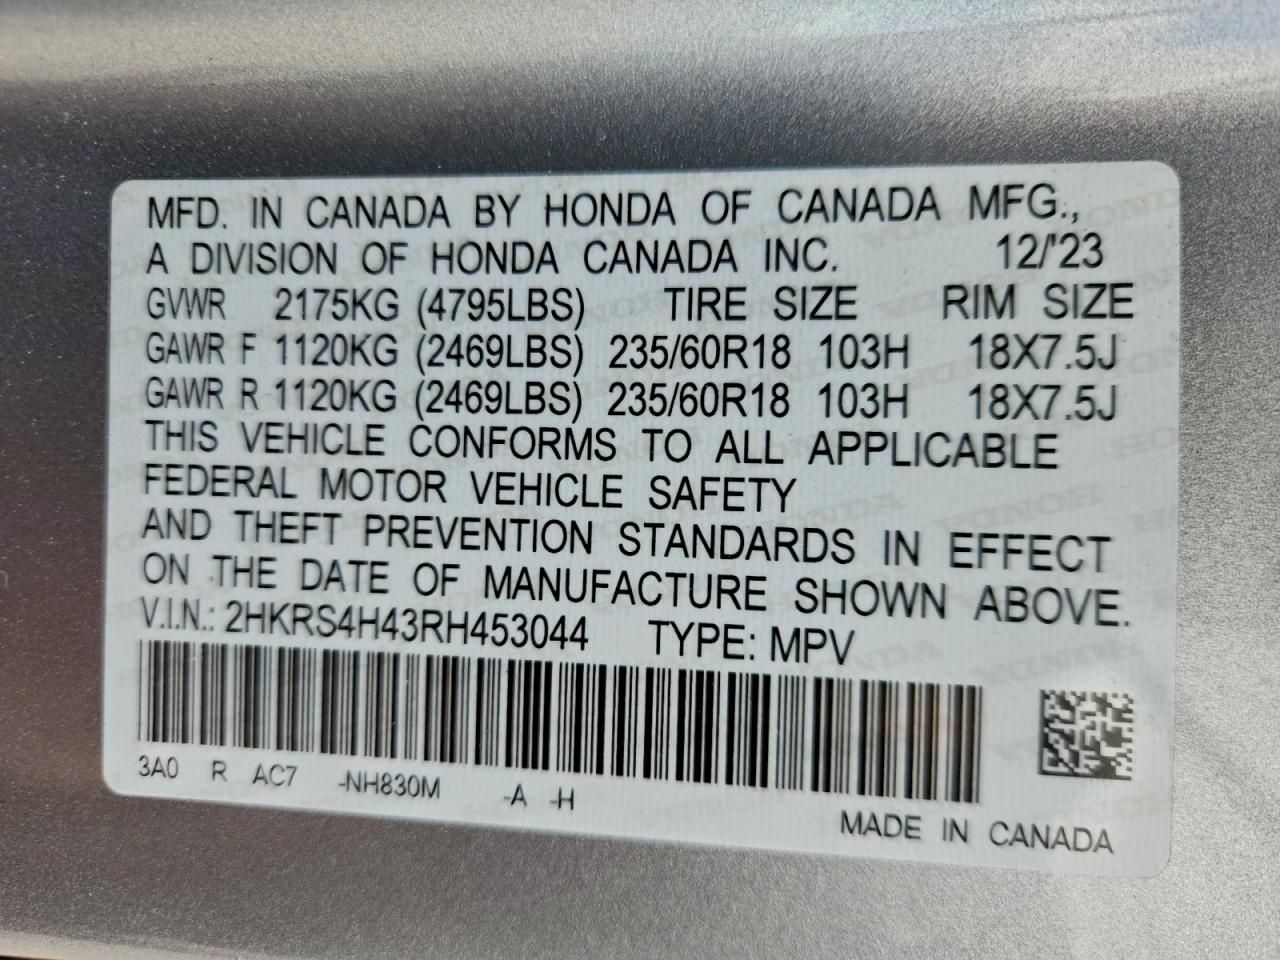 MFD. IN CANADA BY HONDA OF CANADA MFG.,
A DIVISION OF HONDA CANADA INC. 12/'23
GVWR 2175KG (4795LBS) TIRE SIZE RIM SIZE
GAWR F 1120KG (2469LBS) 235/60R18 103H 18X7.5J
GAWR R 1120KG (2469LBS) 235/60R18 103H 18X7.5J
THIS VEHICLE CONFORMS TO ALL APPLICABLE
FEDERAL MOTOR VEHICLE SAFETY
AND THEFT PREVENTION STANDARDS IN EFFECT
ON THE DATE OF MANUFACTURE SHOWN ABOVE.
V.I.N.: 2HKRS4H43RH453044 TYPE: MPV
3A0 R AC7 -NH830M -A -H
MADE IN CANADA